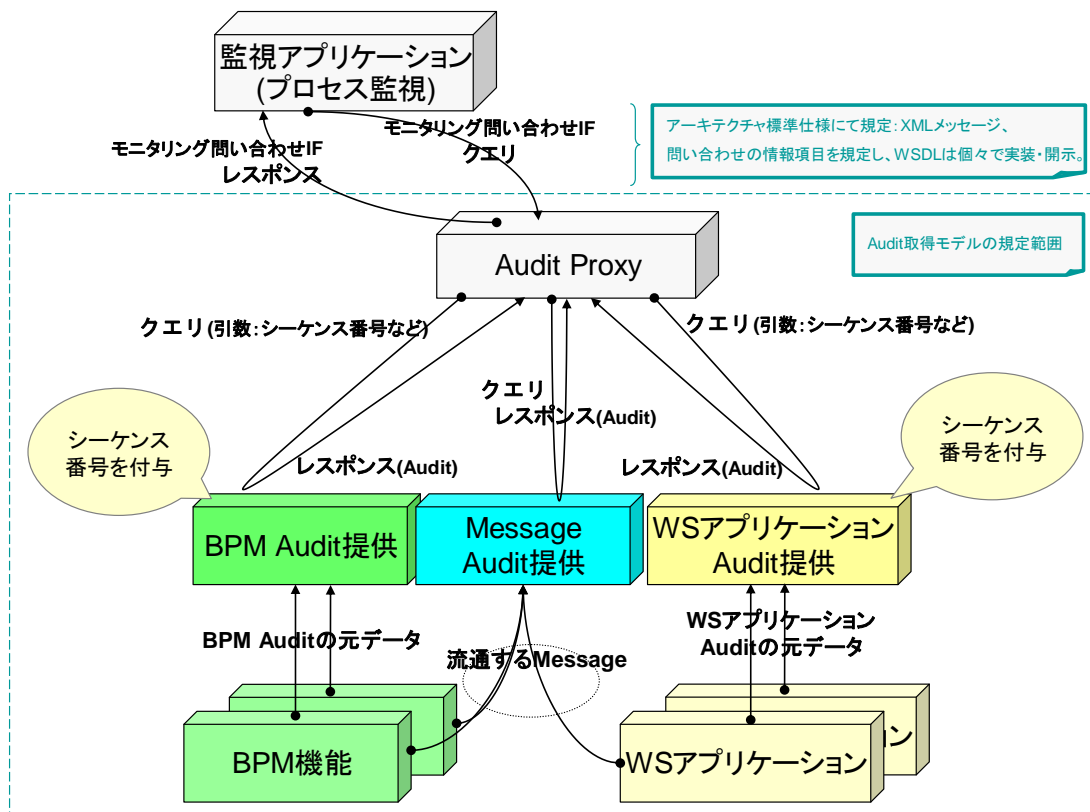 監視アプリケーション
(プロセス監視)
モニタリング問い合わせIF
クエリ
モニタリング問い合わせIF
レスポンス
アーキテクチャ標準仕様にて規定:XMLメッセージ、
問い合わせの情報項目を規定し、WSDLは個々で実装・開示。
Audit取得モデルの規定範囲
Audit Proxy
クエリ(引数:シーケンス番号など)
クエリ(引数:シーケンス番号など)
クエリ
レスポンス(Audit)
シーケンス
番号を付与
シーケンス
番号を付与
レスポンス(Audit)
レスポンス(Audit)
BPM Audit提供
Message
Audit提供
WSアプリケーション
Audit提供
BPM Auditの元データ
流通するMessage
WSアプリケーション
Auditの元データ
BPM機能
WSアプリケーション
ョン